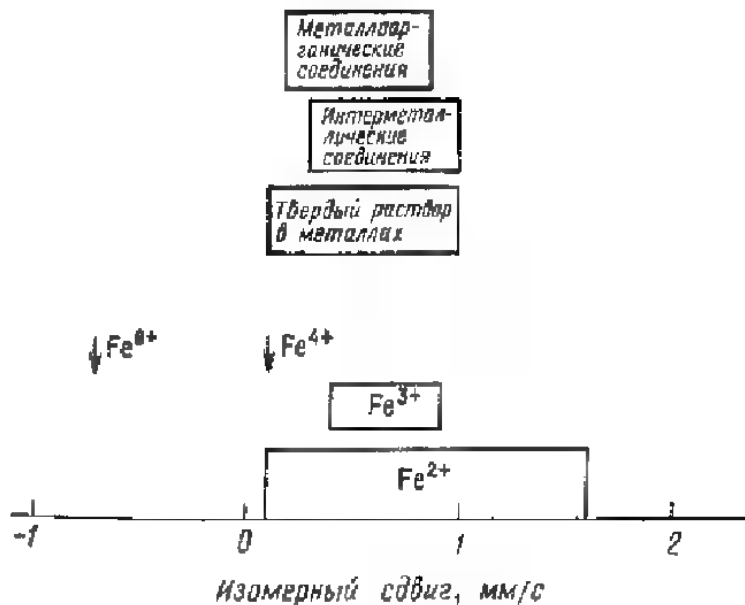 Металлоор-
ганические
соединения
Интерметал-
лические
соединения
Твердый раствор
в металлах
Fe⁶⁺
Fe⁴⁺
Fe³⁺
Fe²⁺
-1 0 1 2
Изомерный сдвиг, мм/с